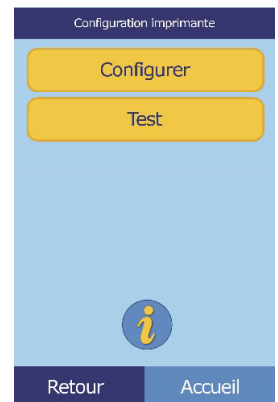 Configuration imprimante
Configurer
Test
i
Retour Accueil